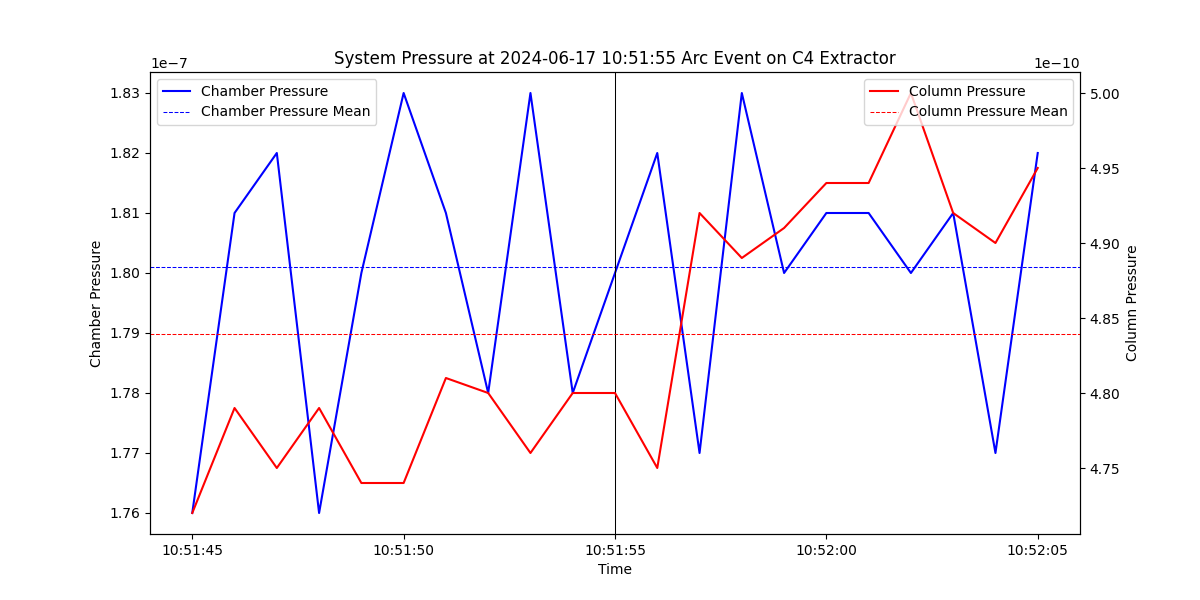 System Pressure at 2024-06-17 10:51:55 Arc Event on C4 Extractor
1e−7
1e−10
Chamber Pressure
Chamber Pressure Mean
Column Pressure
Column Pressure Mean
1.83
1.82
1.81
1.80
1.79
1.78
1.77
1.76
Chamber Pressure
5.00
4.95
4.90
4.85
4.80
4.75
Column Pressure
10:51:45
10:51:50
10:51:55
10:52:00
10:52:05
Time